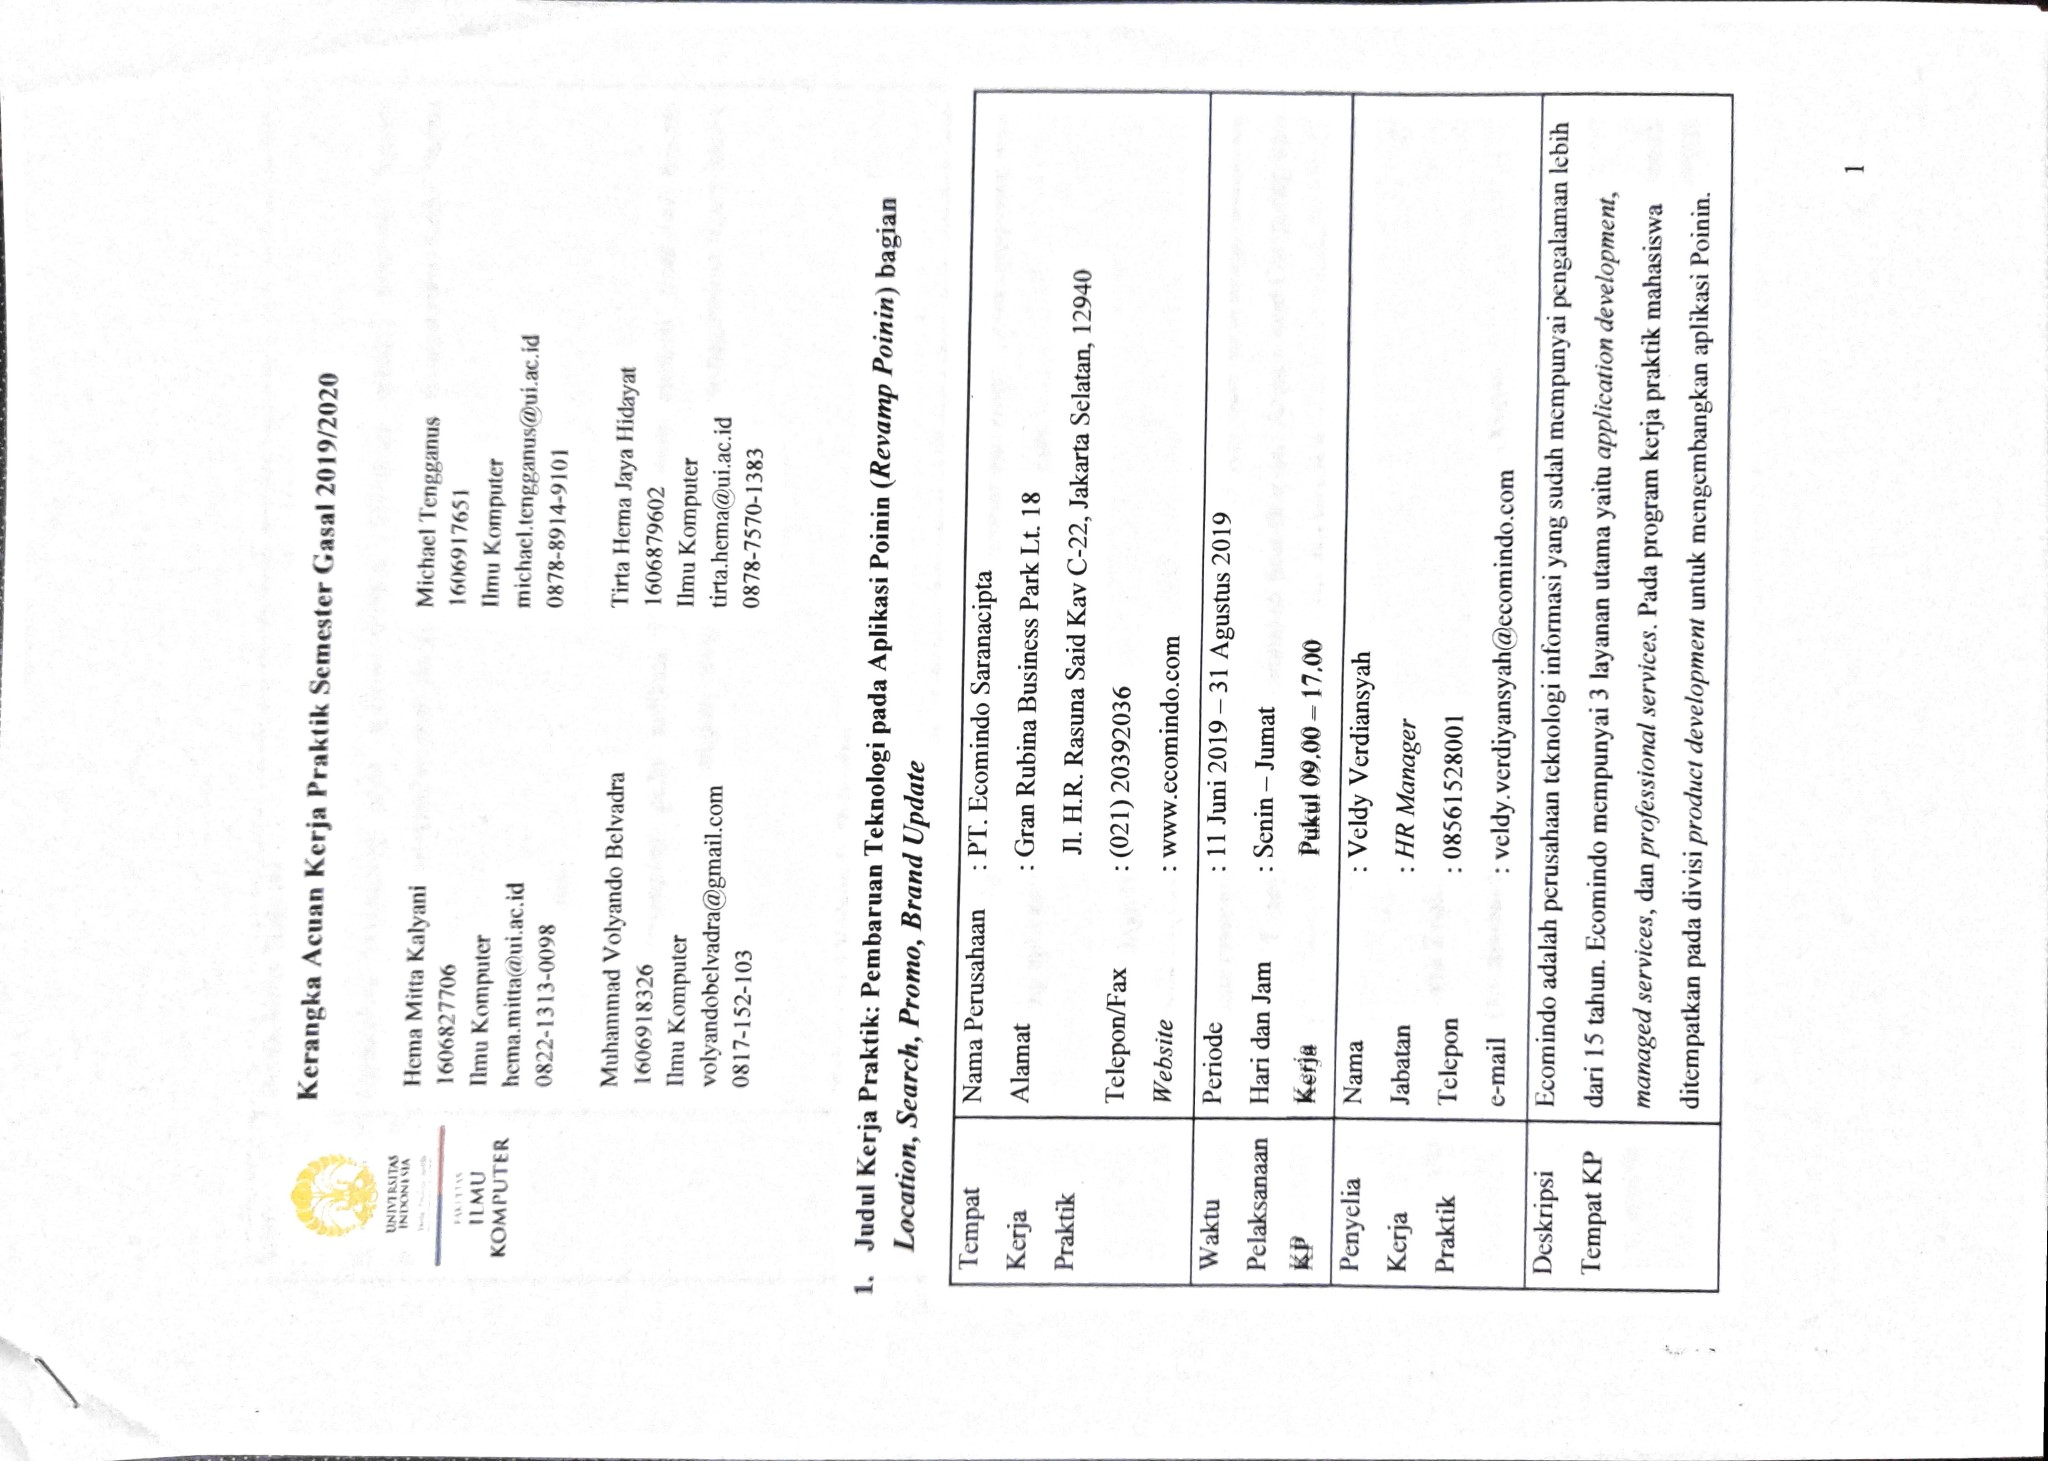 Kerangka Acuan Kerja Praktik Semester Gasal 2019/2020
UNIVERSITAS
INDONESIA
FAKULTAS
ILMU
KOMPUTER
Hema Mitta Kalyani
1606827706
Ilmu Komputer
hema.mitta@ui.ac.id
0822-1313-0098
Michael Tengganus
1606917651
Ilmu Komputer
michael.tengganus@ui.ac.id
0878-8914-9101
Muhammad Volyando Belvadra
1606918326
Ilmu Komputer
volyandobelvadra@gmail.com
0817-152-103
Tirta Hema Jaya Hidayat
1606879602
Ilmu Komputer
tirta.hema@ui.ac.id
0878-7570-1383
1. Judul Kerja Praktik: Pembaruan Teknologi pada Aplikasi Poinin (Revamp Poinin) bagian
Location, Search, Promo, Brand Update
Tempat Nama Perusahaan : PT. Ecomindo Saranacipta
Kerja Alamat : Gran Rubina Business Park Lt. 18
Praktik Jl. H.R. Rasuna Said Kav C-22, Jakarta Selatan, 12940
Telepon/Fax : (021) 20392036
Website : www.ecomindo.com
Waktu Periode : 11 Juni 2019 – 31 Agustus 2019
Pelaksanaan Hari dan Jam : Senin – Jumat
KP Kerja Pukul 09.00 – 17.00
Penyelia Nama : Veldy Verdiansyah
Kerja Jabatan : HR Manager
Praktik Telepon : 08561528001
e-mail : veldy.verdiyansyah@ecomindo.com
Deskripsi Ecomindo adalah perusahaan teknologi informasi yang sudah mempunyai pengalaman lebih
Tempat KP dari 15 tahun. Ecomindo mempunyai 3 layanan utama yaitu application development,
managed services, dan professional services. Pada program kerja praktik mahasiswa
ditempatkan pada divisi product development untuk mengembangkan aplikasi Poinin.
1